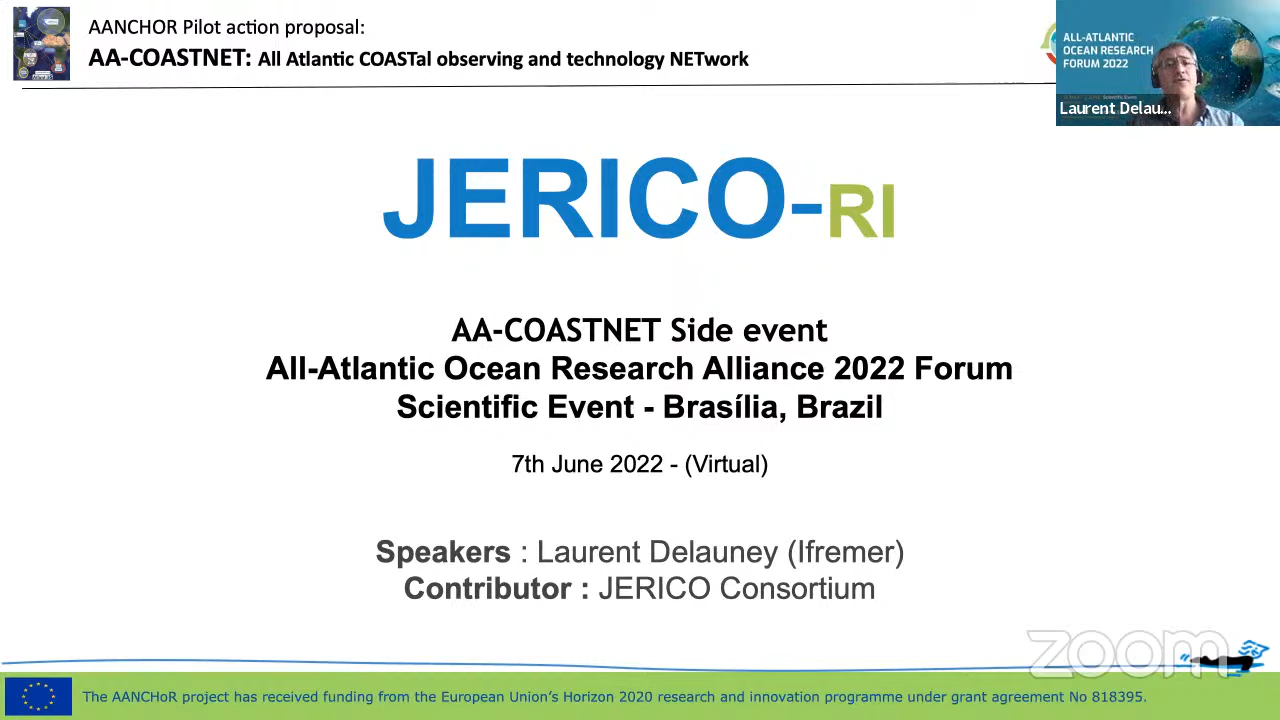 AANCHOR Pilot action proposal:
AA-COASTNET: All Atlantic COASTal observing and technology NETwork
ALL-ATLANTIC
OCEAN RESEARCH
FORUM 2022
Laurent Delau...
JERICO-RI
AA-COASTNET Side event
All-Atlantic Ocean Research Alliance 2022 Forum
Scientific Event - Brasília, Brazil
7th June 2022 - (Virtual)
Speakers : Laurent Delauney (Ifremer)
Contributor : JERICO Consortium
zoom
The AANCHoR project has received funding from the European Union's Horizon 2020 research and innovation programme under grant agreement No 818395.